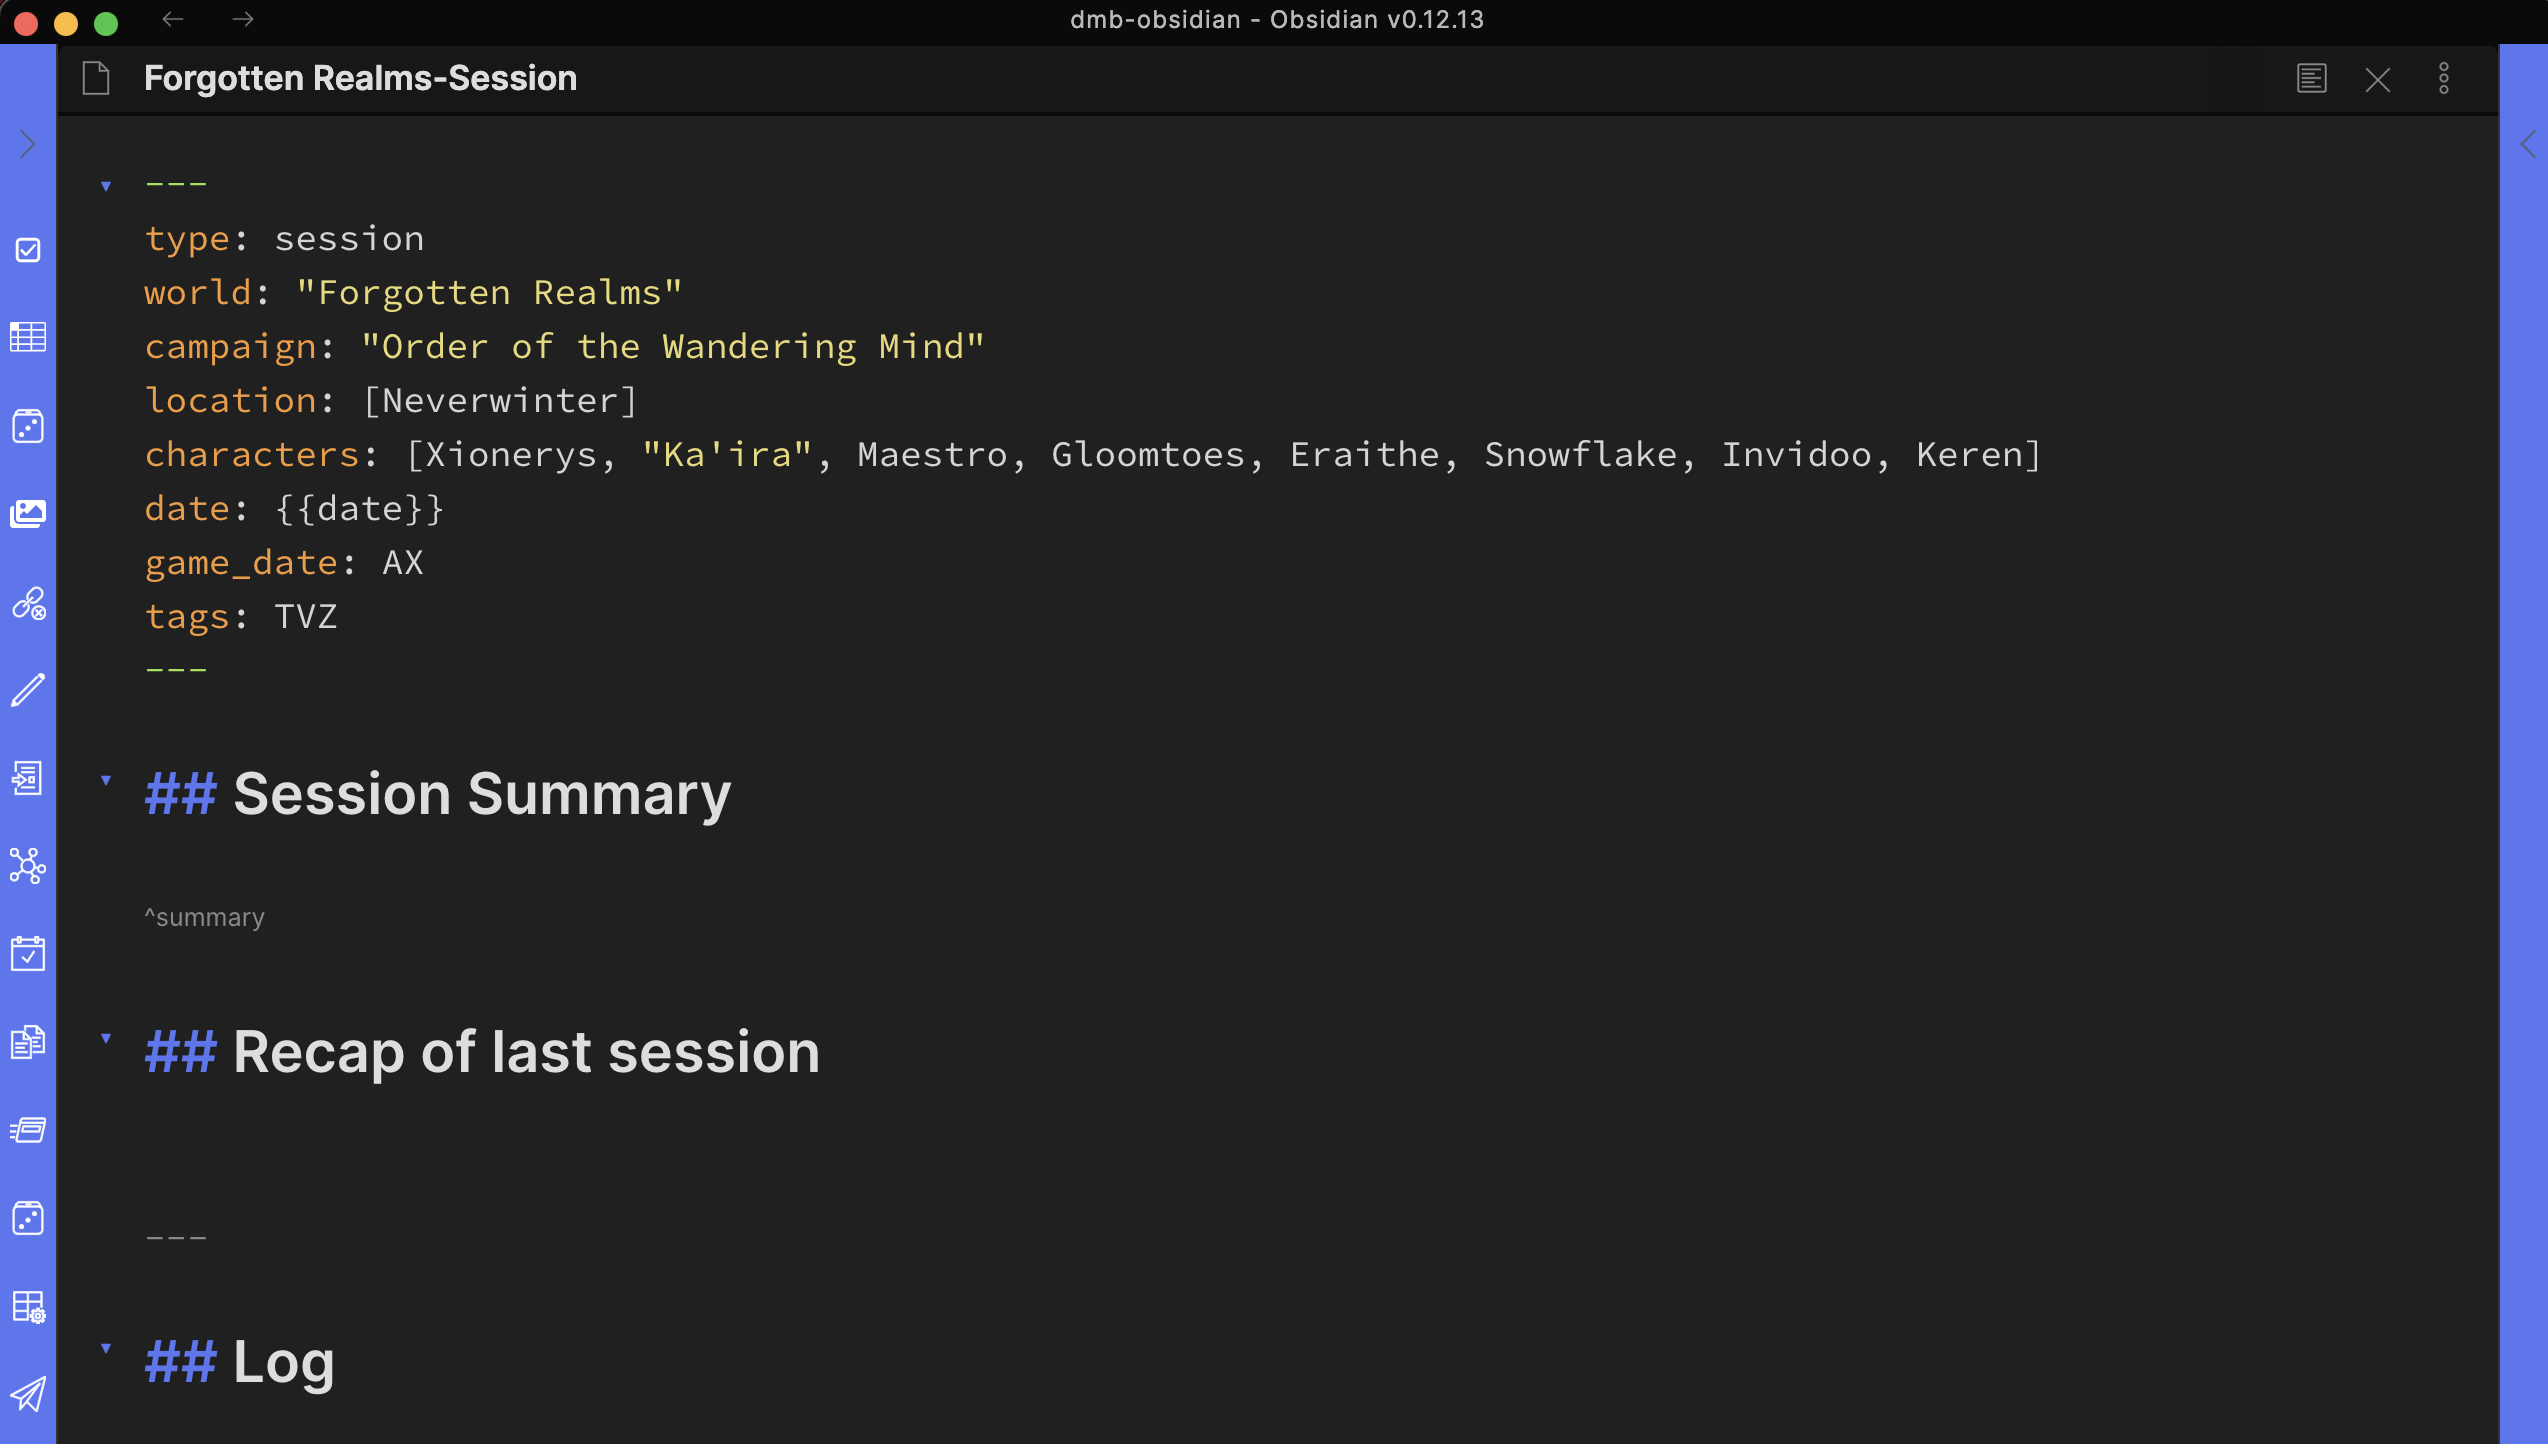 dmb-obsidian - Obsidian v0.12.13
Forgotten Realms-Session
---
type: session
world: "Forgotten Realms"
campaign: "Order of the Wandering Mind"
location: [Neverwinter]
characters: [Xionerys, "Ka'ira", Maestro, Gloomtoes, Eraithe, Snowflake, Invidoo, Keren]
date: {{date}}
game_date: AX
tags: TVZ
---
## Session Summary
^summary
## Recap of last session
---
## Log